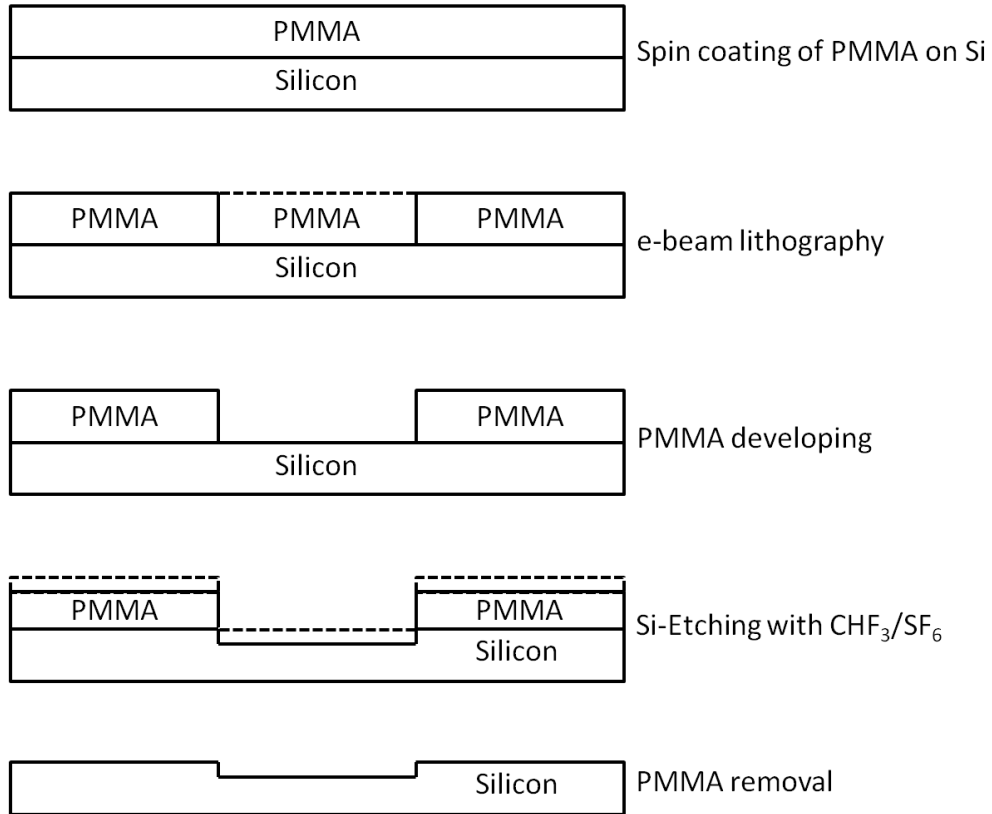 PMMA
Silicon
Spin coating of PMMA on Si
PMMA PMMA PMMA
Silicon
e-beam lithography
PMMA PMMA
Silicon
PMMA developing
PMMA PMMA
Silicon
Si-Etching with CHF₃/SF₆
Silicon
PMMA removal